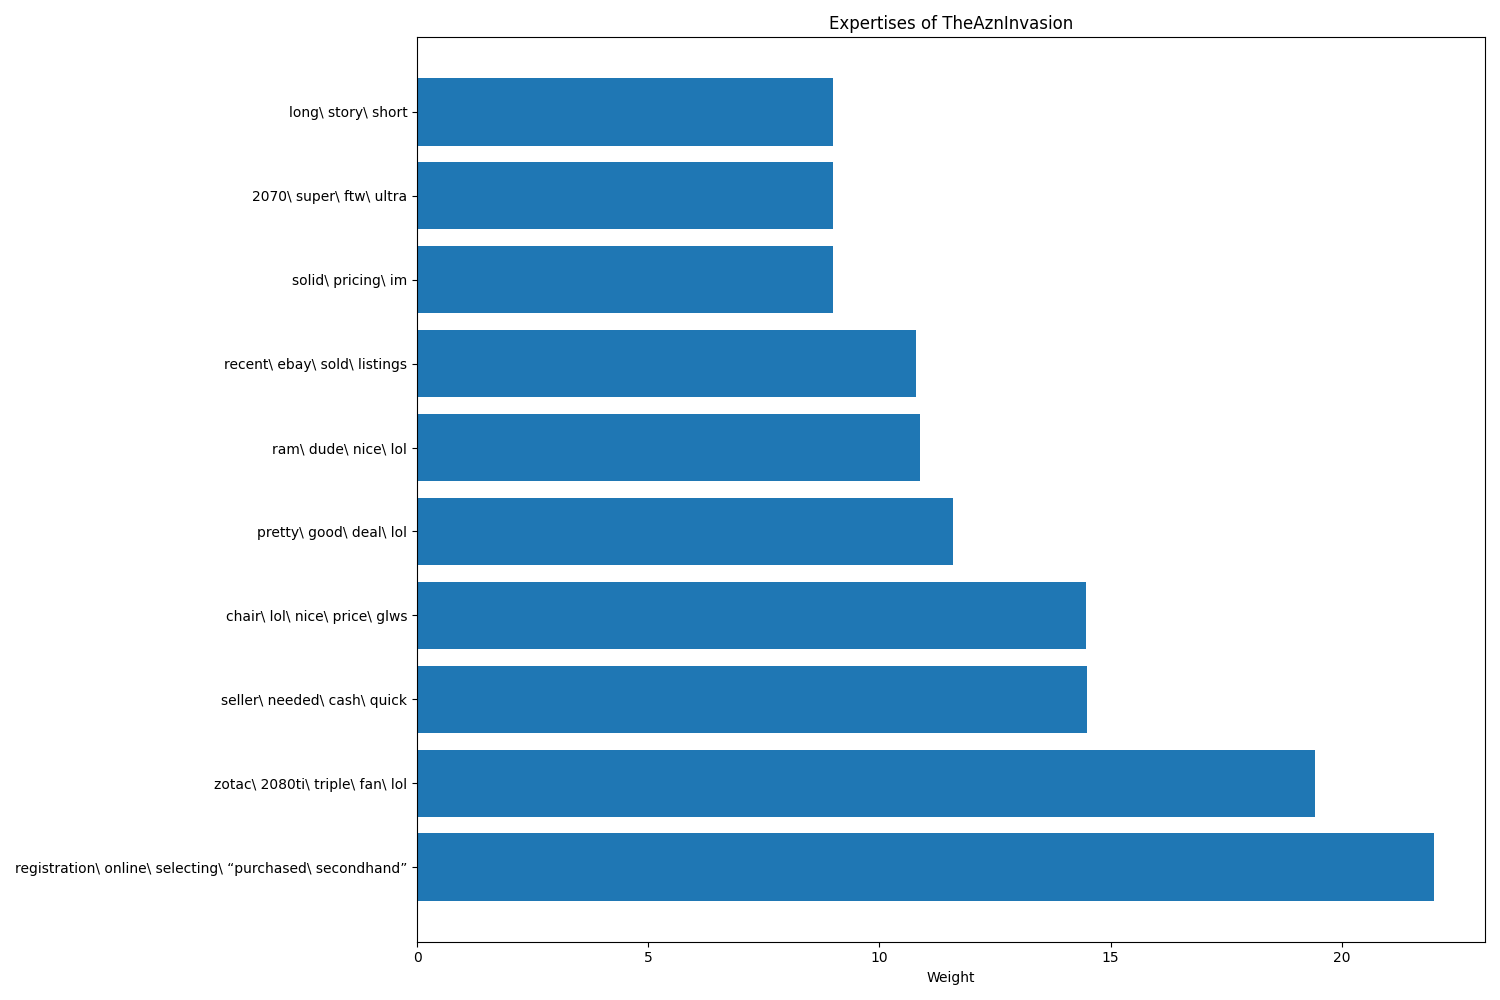 Expertises of TheAznInvasion
long\ story\ short
2070\ super\ ftw\ ultra
solid\ pricing\ im
recent\ ebay\ sold\ listings
ram\ dude\ nice\ lol
pretty\ good\ deal\ lol
chair\ lol\ nice\ price\ glws
seller\ needed\ cash\ quick
zotac\ 2080ti\ triple\ fan\ lol
registration\ online\ selecting\ “purchased\ secondhand”
0 5 10 15 20
Weight